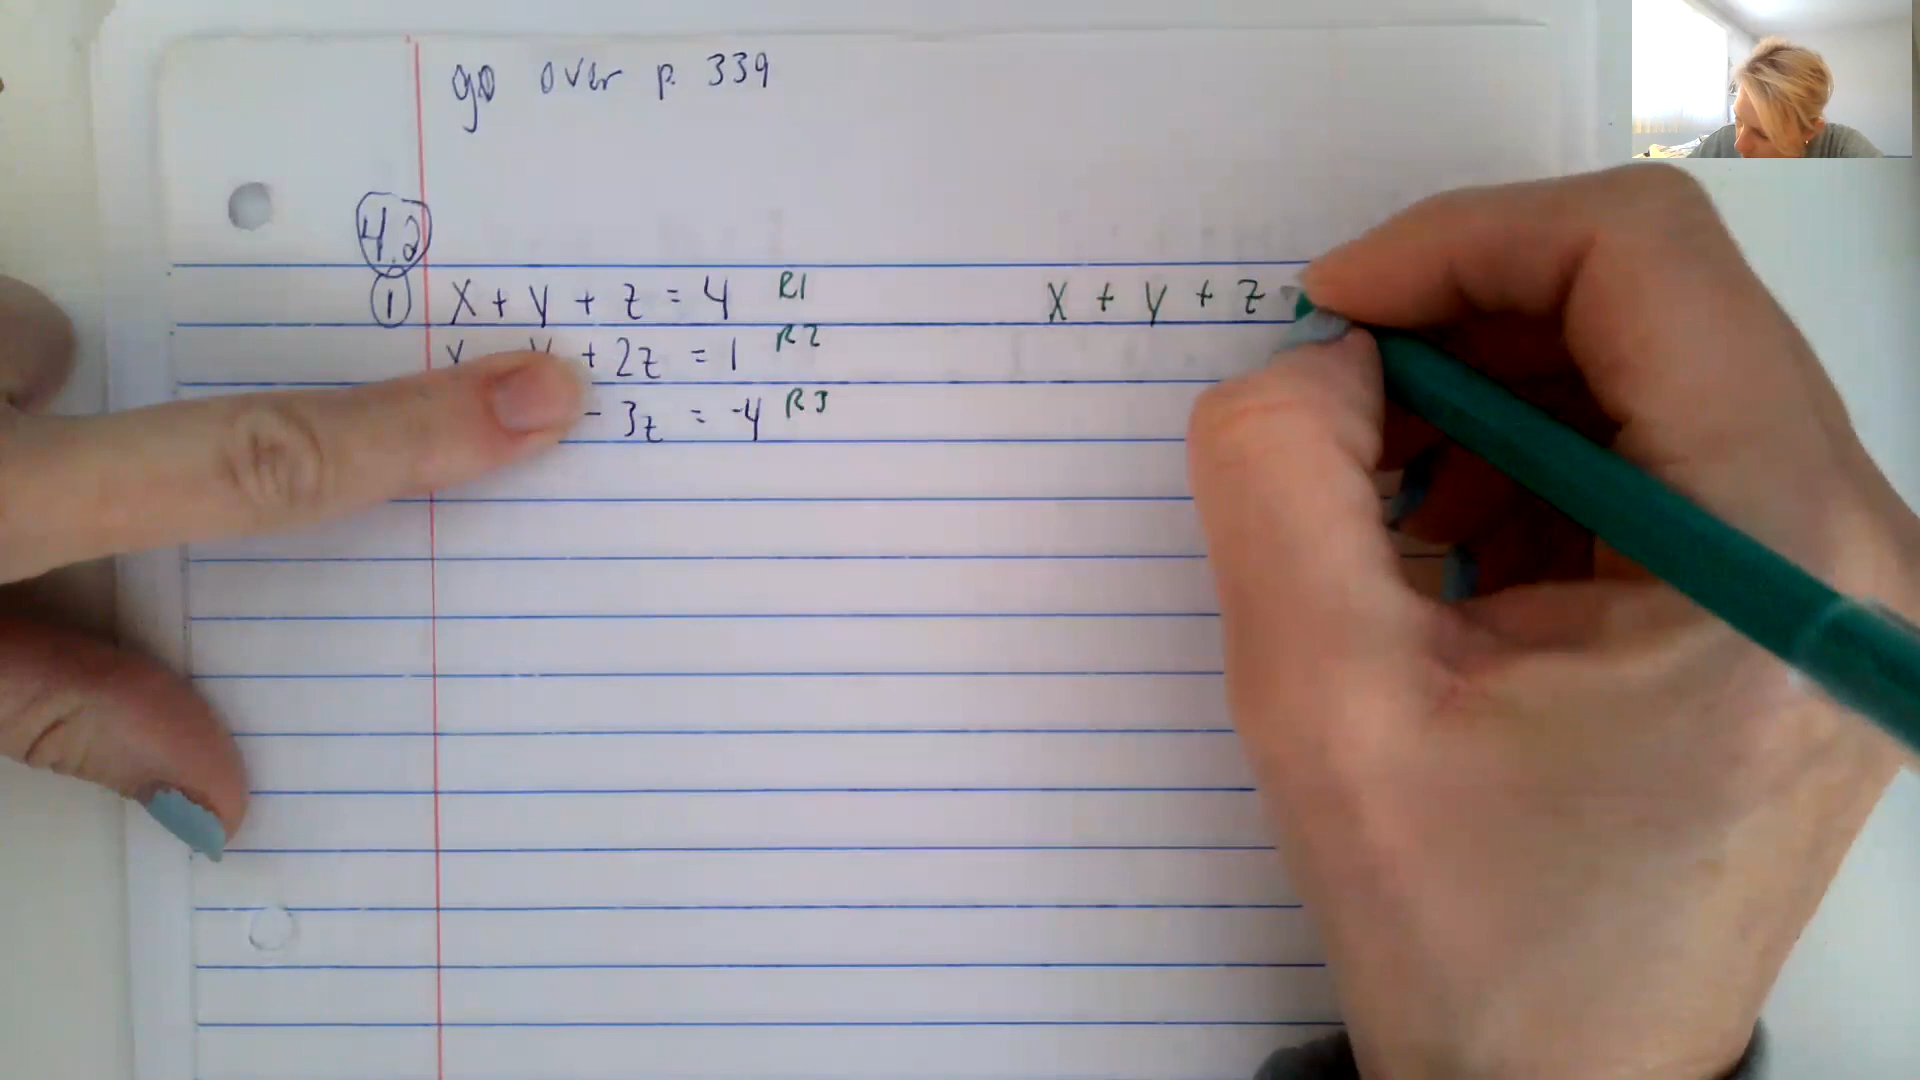 go over p. 339
4.2
1 x + y + z = 4 R1
x + y + z
+ 2z = 1 R2
- 3z = -4 R3